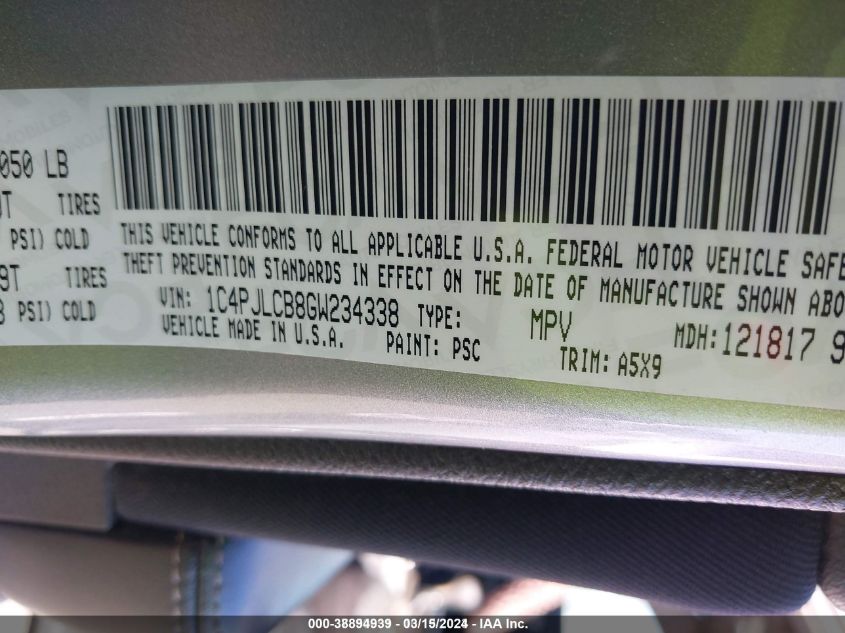 050 LB
TIRES
PSI) COLD
9T TIRES
PSI) COLD
THIS VEHICLE CONFORMS TO ALL APPLICABLE U.S.A. FEDERAL MOTOR VEHICLE SAFE
THEFT PREVENTION STANDARDS IN EFFECT ON THE DATE OF MANUFACTURE SHOWN ABO
VIN: 1C4PJLCB8GW234338 TYPE: MPV MDH:121817 9
VEHICLE MADE IN U.S.A. PAINT: PSC TRIM: A5X9
000-38894939 - 03/15/2024 - IAA Inc.